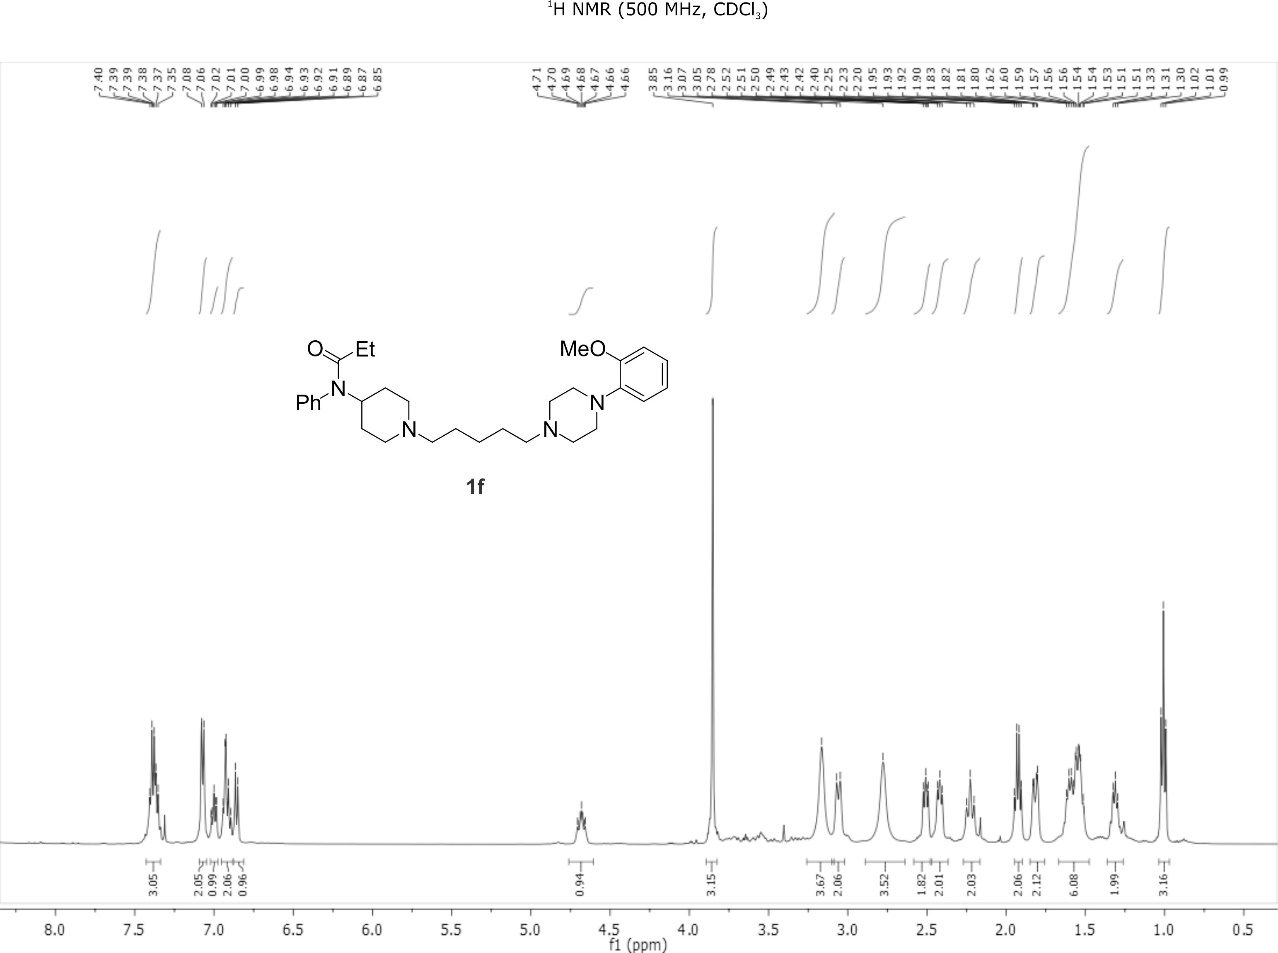 ¹H NMR (500 MHz, CDCl₃)
7.40 7.39 7.39 7.38 7.37 7.35 7.08 7.06 7.02 7.01 7.00 6.99 6.98 6.94 6.93 6.92 6.91 6.89 6.87 6.85
4.71 4.70 4.69 4.68 4.67 4.66 4.66
3.85 3.16 3.07 3.05 2.78 2.52 2.51 2.50 2.49 2.43 2.42 2.40 2.25 2.23 2.20 1.95 1.93 1.92 1.90 1.83 1.82 1.81 1.80 1.62 1.60 1.59 1.57 1.56 1.56 1.54 1.54 1.53 1.51 1.51 1.33 1.31 1.30 1.02 1.01 0.99
O Et
N
Ph
N
MeO
N
N
1f
3.05 2.05 0.99 2.06 0.96 0.94 3.15 3.67 2.06 3.52 1.82 2.01 2.03 2.06 2.12 6.08 1.99 3.16
8.0 7.5 7.0 6.5 6.0 5.5 5.0 4.5 4.0 3.5 3.0 2.5 2.0 1.5 1.0 0.5
f1 (ppm)